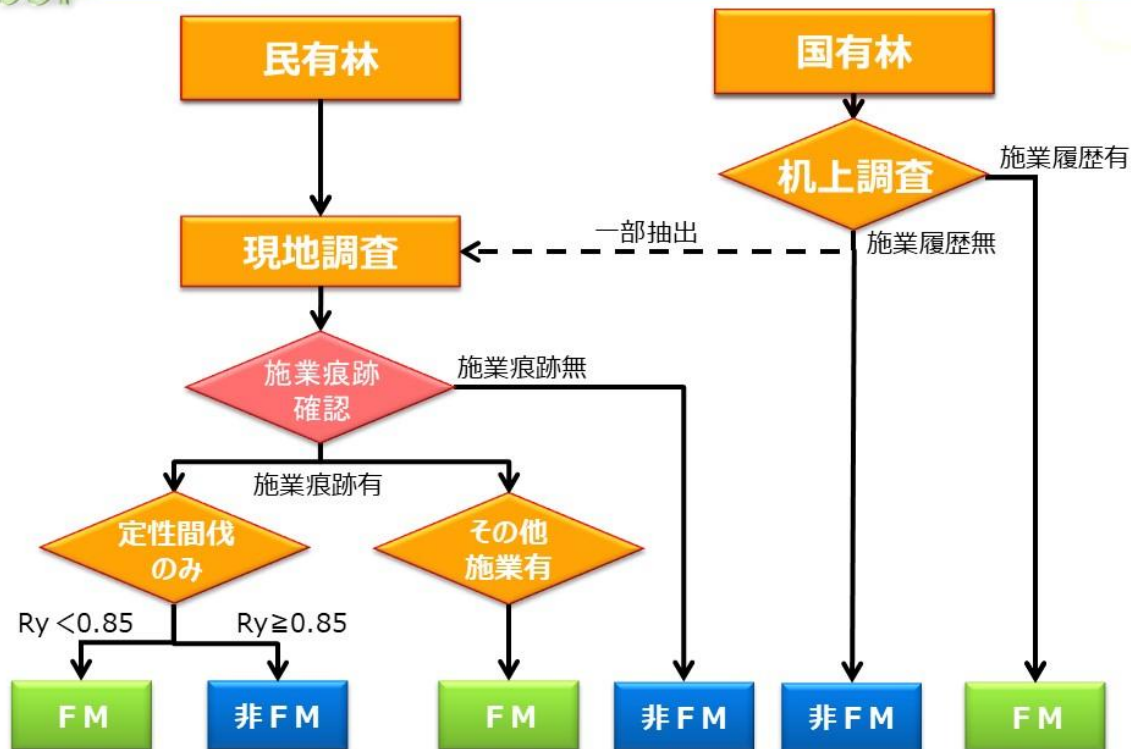 民有林
国有林
机上調査
施業履歴有
現地調査
一部抽出
施業履歴無
施業痕跡
確認
施業痕跡無
施業痕跡有
定性間伐
のみ
その他
施業有
Ry＜0.85
Ry≧0.85
ＦＭ
非ＦＭ
ＦＭ
非ＦＭ
非ＦＭ
ＦＭ